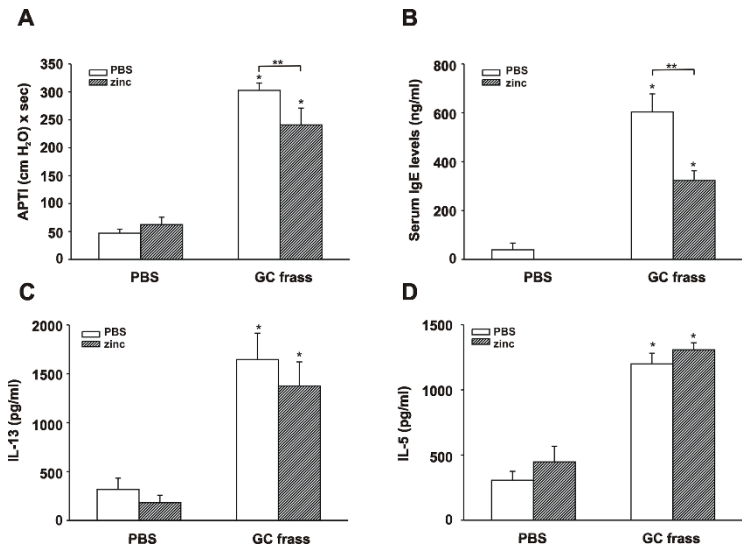 A
APTI (cm H₂O) x sec)
350
300
250
200
150
100
50
0
PBS
zinc
*
**
*
PBS
GC frass
B
Serum IgE levels (ng/ml)
800
600
400
200
0
PBS
zinc
*
**
*
PBS
GC frass
C
IL-13 (pg/ml)
2000
1500
1000
500
0
PBS
zinc
*
*
PBS
GC frass
D
IL-5 (pg/ml)
1500
1000
500
0
PBS
zinc
*
*
PBS
GC frass